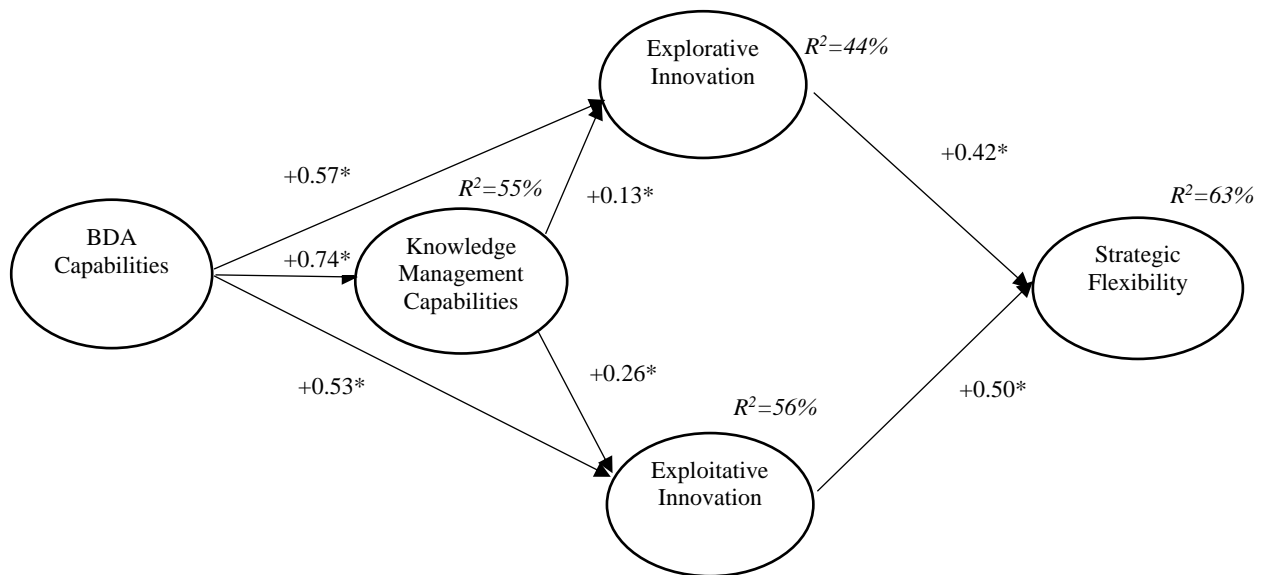 Explorative
Innovation
R²=44%
+0.42*
+0.57*
R²=55%
+0.13*
R²=63%
BDA
Capabilities
+0.74*
Knowledge
Management
Capabilities
Strategic
Flexibility
+0.53*
+0.26*
+0.50*
R²=56%
Exploitative
Innovation